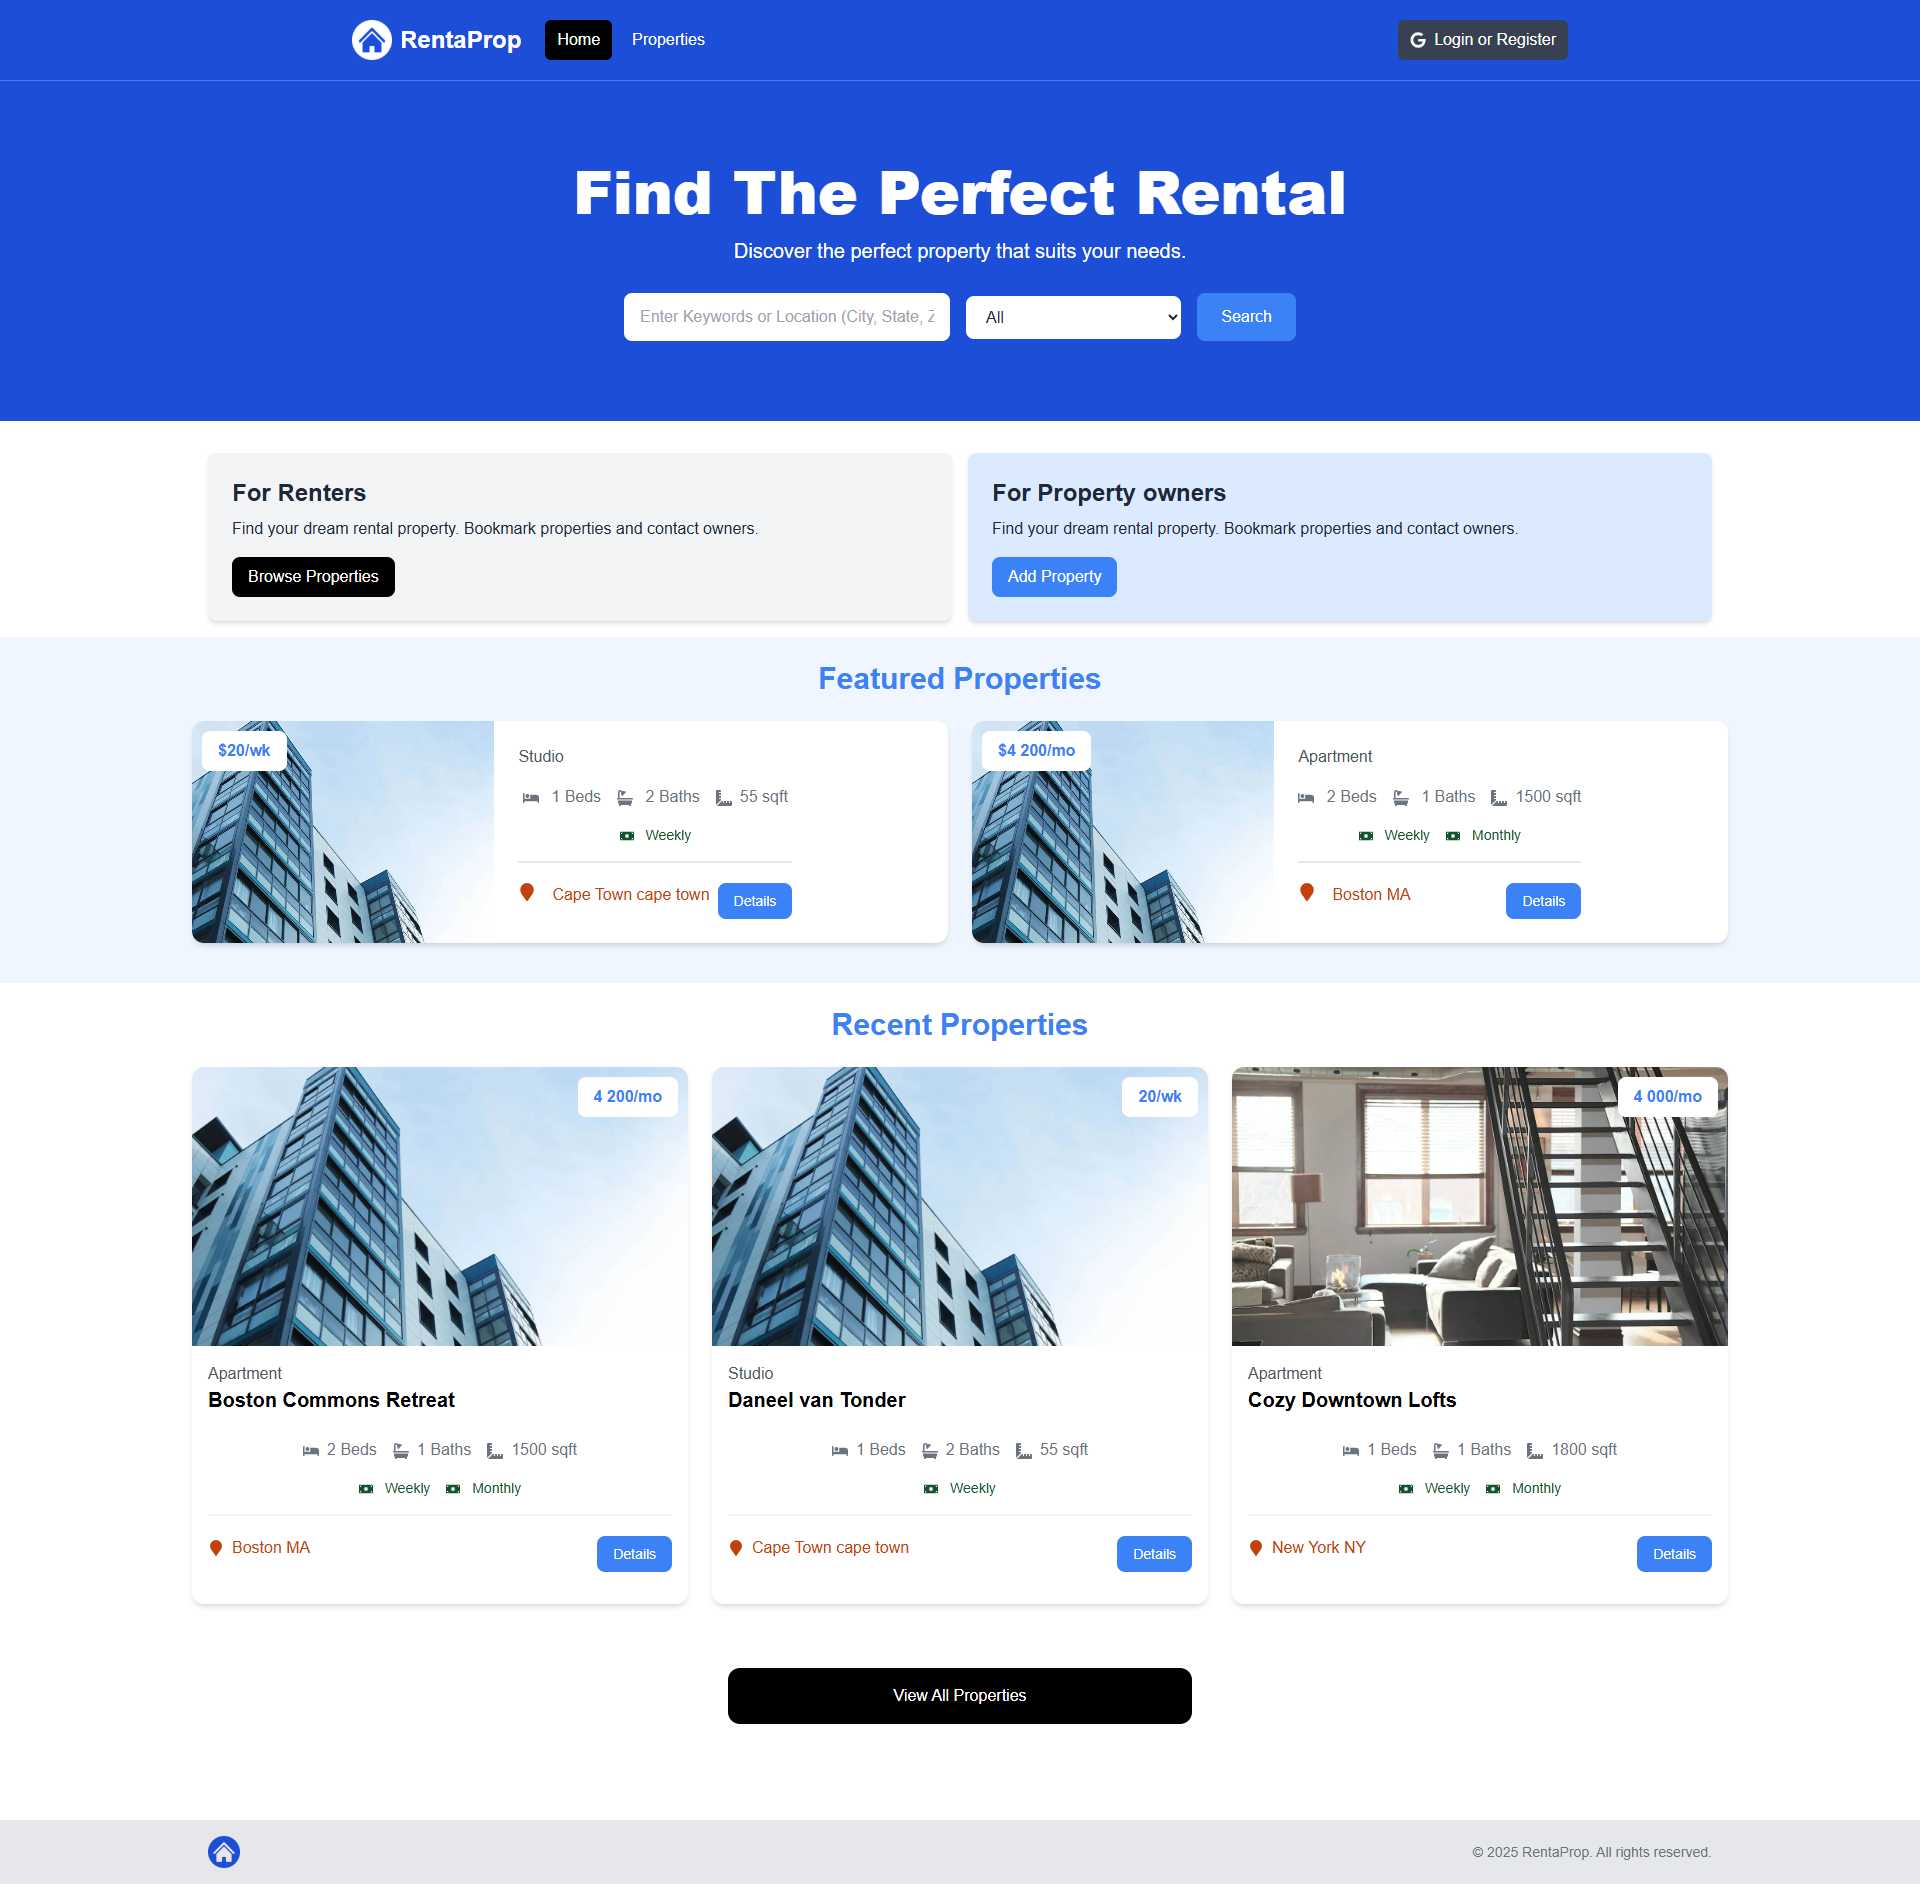 RentaProp
Home
Properties
Login or Register
Find The Perfect Rental
Discover the perfect property that suits your needs.
Enter Keywords or Location (City, State, Z
All
Search
For Renters
Find your dream rental property. Bookmark properties and contact owners.
Browse Properties
For Property owners
Find your dream rental property. Bookmark properties and contact owners.
Add Property
Featured Properties
$20/wk
Studio
1 Beds 2 Baths 55 sqft
Weekly
Cape Town cape town
Details
$4 200/mo
Apartment
2 Beds 1 Baths 1500 sqft
Weekly Monthly
Boston MA
Details
Recent Properties
4 200/mo
Apartment
Boston Commons Retreat
2 Beds 1 Baths 1500 sqft
Weekly Monthly
Boston MA
Details
20/wk
Studio
Daneel van Tonder
1 Beds 2 Baths 55 sqft
Weekly
Cape Town cape town
Details
4 000/mo
Apartment
Cozy Downtown Lofts
1 Beds 1 Baths 1800 sqft
Weekly Monthly
New York NY
Details
View All Properties
© 2025 RentaProp. All rights reserved.